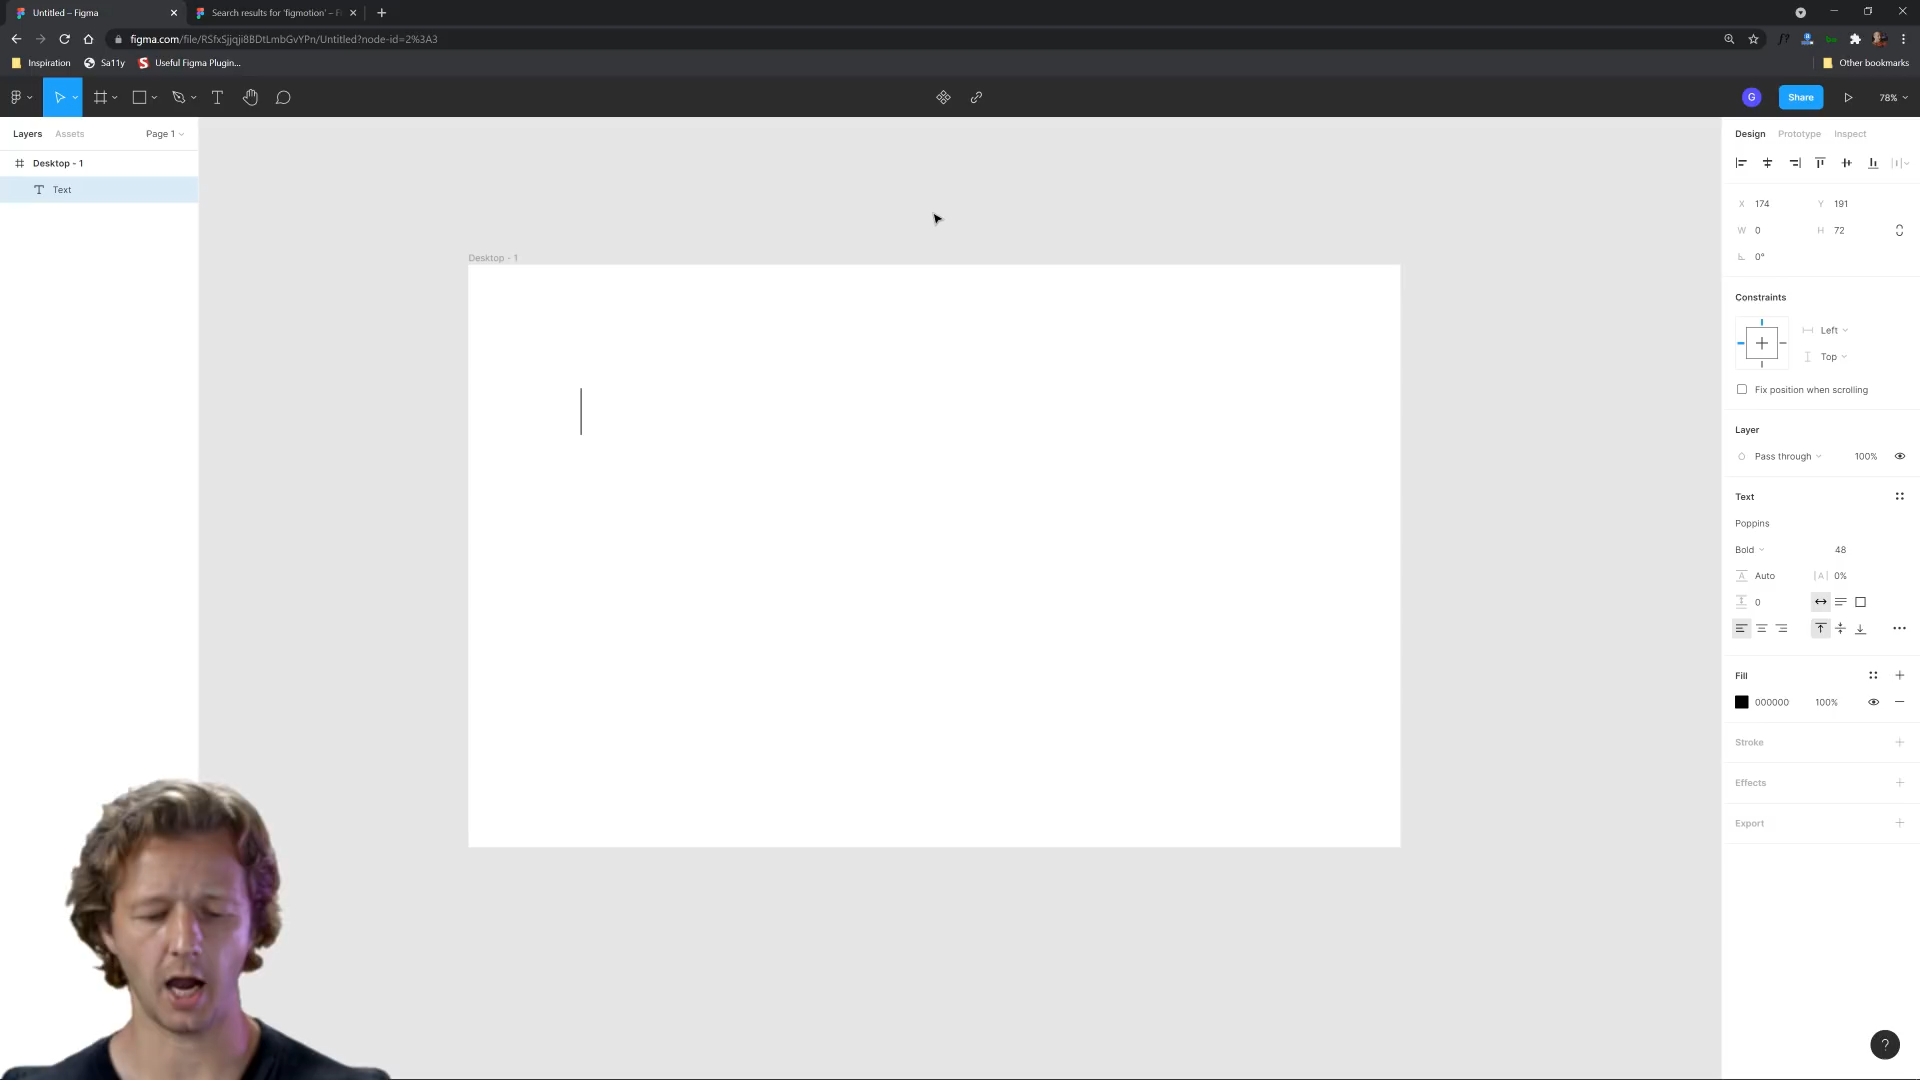 Untitled – Figma
Search results for 'figmotion' – F
figma.com/file/RSfxSjjqji8BDtLmbGvYPn/Untitled?node-id=2%3A3
Inspiration
Sa11y
Useful Figma Plugin...
Other bookmarks
G
Share
78%
Layers
Assets
Page 1
Design
Prototype
Inspect
Desktop - 1
Text
X 174
Y 191
W 0
H 72
0°
Desktop - 1
Constraints
Left
Top
Fix position when scrolling
Layer
Pass through
100%
Text
Poppins
Bold
48
Auto
|A| 0%
0
Fill
000000
100%
Stroke
Effects
Export
?